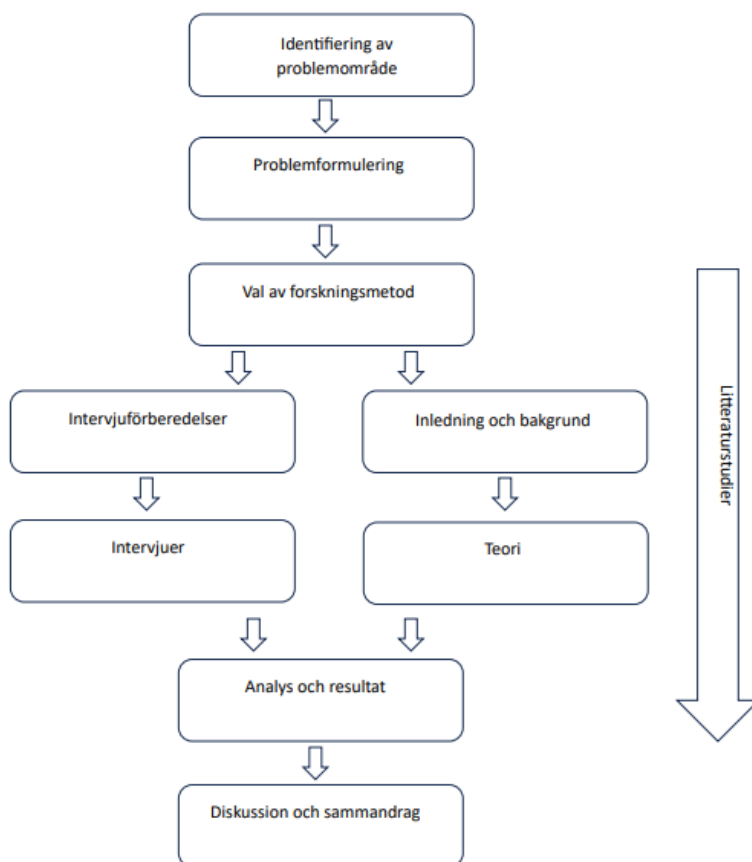 Identifiering av
problemområde
Problemformulering
Val av forskningsmetod
Intervjuförberedelser
Inledning och bakgrund
Intervjuer
Teori
Analys och resultat
Diskussion och sammandrag
Litteraturstudier